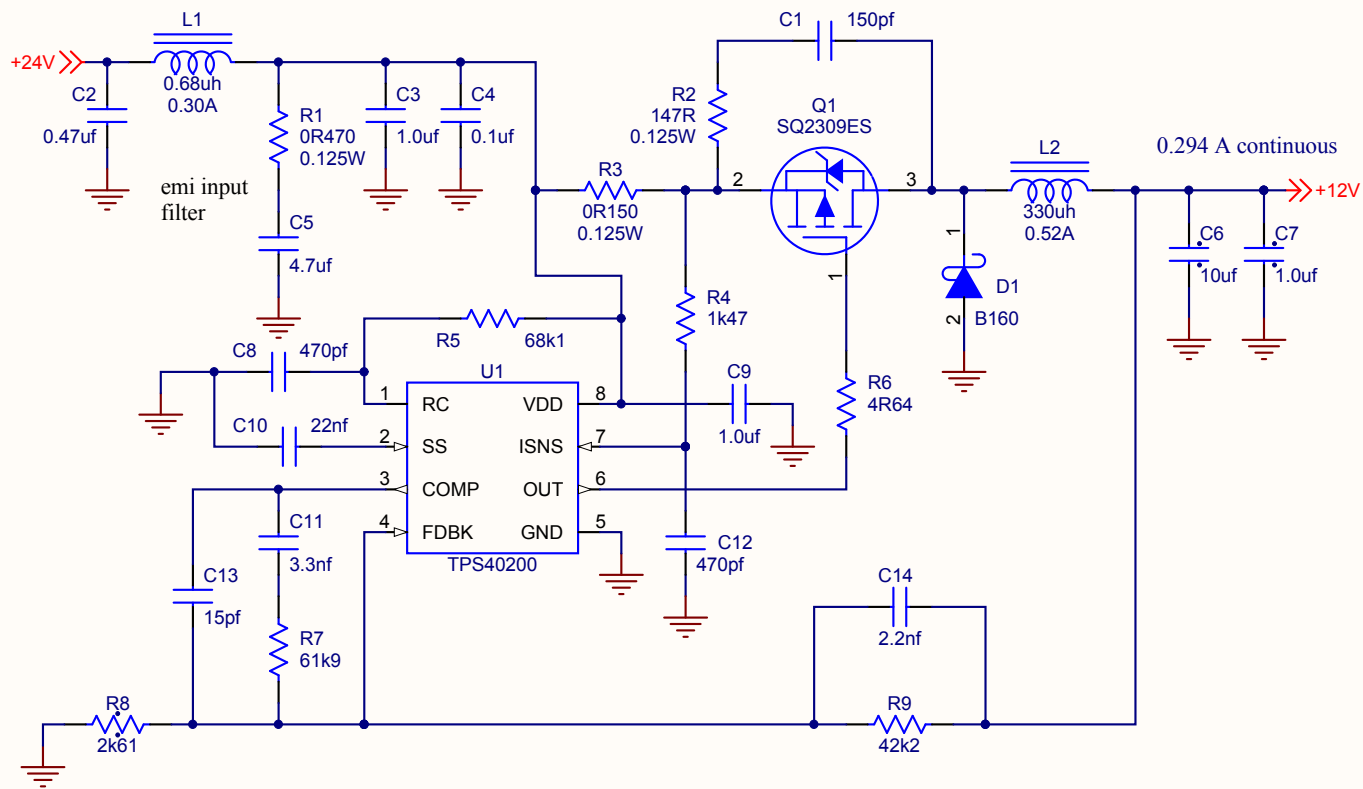 L1
+24V
0.68uh
0.30A
C2
0.47uf
R1
0R470
0.125W
C3
1.0uf
C4
0.1uf
emi input
filter
C5
4.7uf
C1
150pf
R2
147R
0.125W
Q1
SQ2309ES
R3
0R150
0.125W
2
3
1
L2
330uh
0.52A
0.294 A continuous
+12V
C6
10uf
C7
1.0uf
1
D1
2
B160
R4
1k47
R5
68k1
C8
470pf
U1
C9
1.0uf
R6
4R64
C10
22nf
1
RC
VDD
8
2
SS
ISNS
7
3
COMP
OUT
6
4
FDBK
GND
5
TPS40200
C11
3.3nf
C12
470pf
C13
15pf
C14
2.2nf
R7
61k9
R8
2k61
R9
42k2